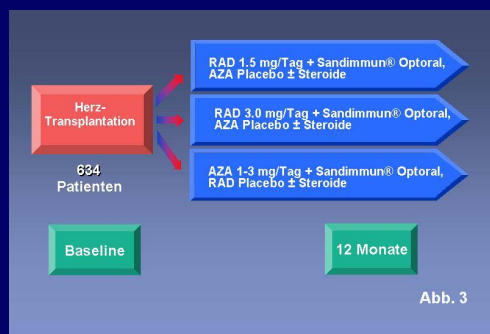 RAD 1.5 mg/Tag + Sandimmun® Optoral,
AZA Placebo ± Steroide
Herz-
Transplantation
RAD 3.0 mg/Tag + Sandimmun® Optoral,
AZA Placebo ± Steroide
634
Patienten
AZA 1-3 mg/Tag + Sandimmun® Optoral,
RAD Placebo ± Steroide
Baseline
12 Monate
Abb. 3